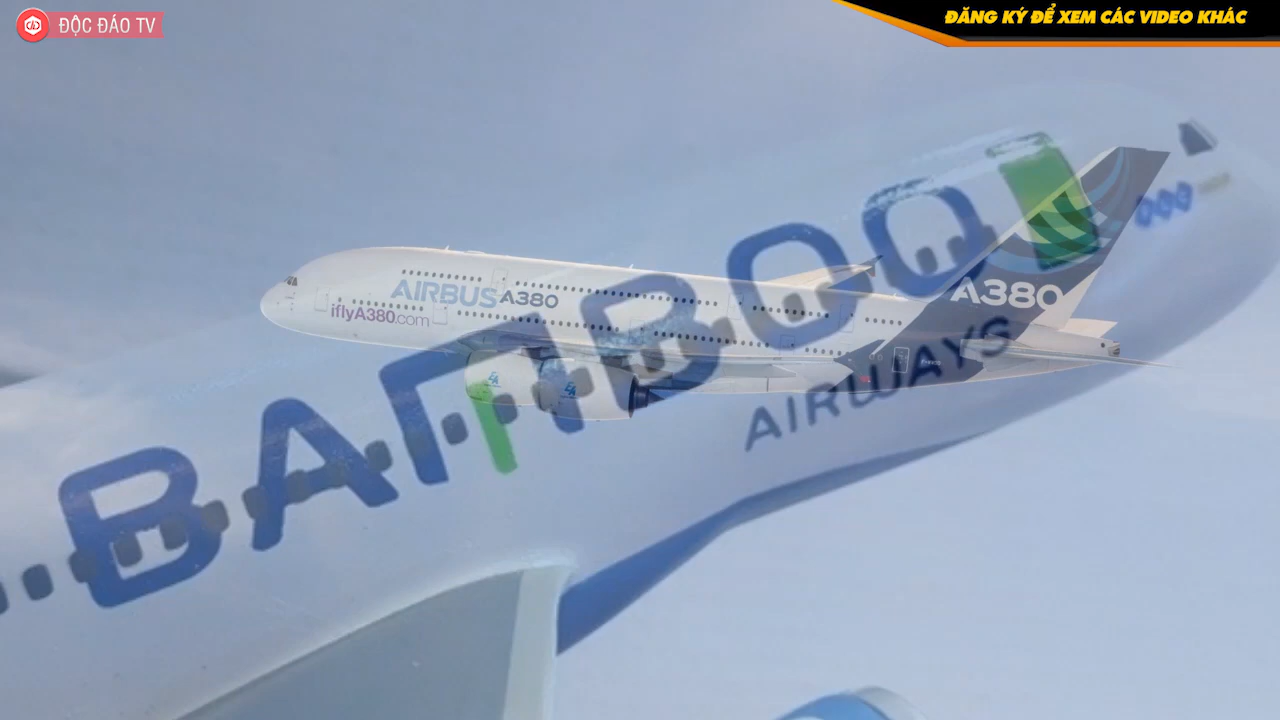 ĐỘC ĐÁO TV
ĐĂNG KÝ ĐỂ XEM CÁC VIDEO KHÁC
AIRBUS A380
iflyA380.com
A380
BAMBOO
AIRWAYS